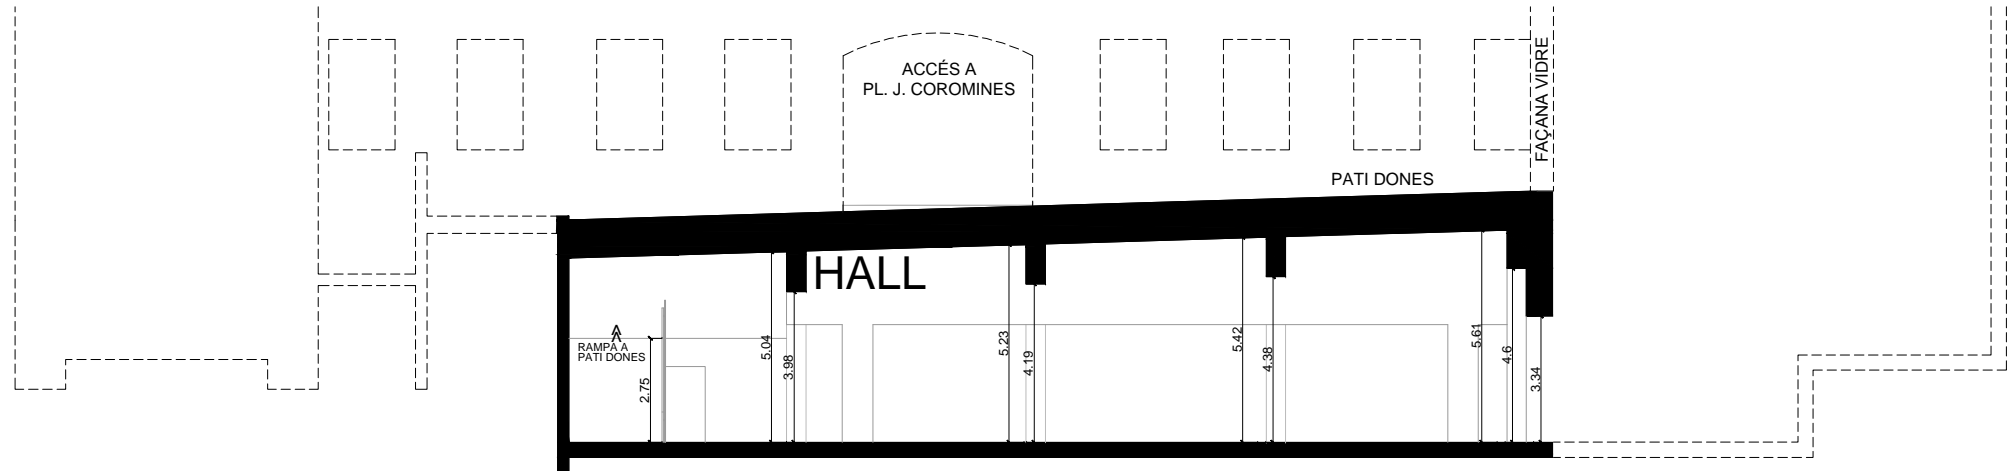 ACCÉS A
PL. J. COROMINES
FAÇANA VIDRE
PATI DONES
HALL
RAMPA A
PATI DONES
2.75
5.04
3.98
5.23
4.19
5.42
4.38
5.61
4.6
3.34